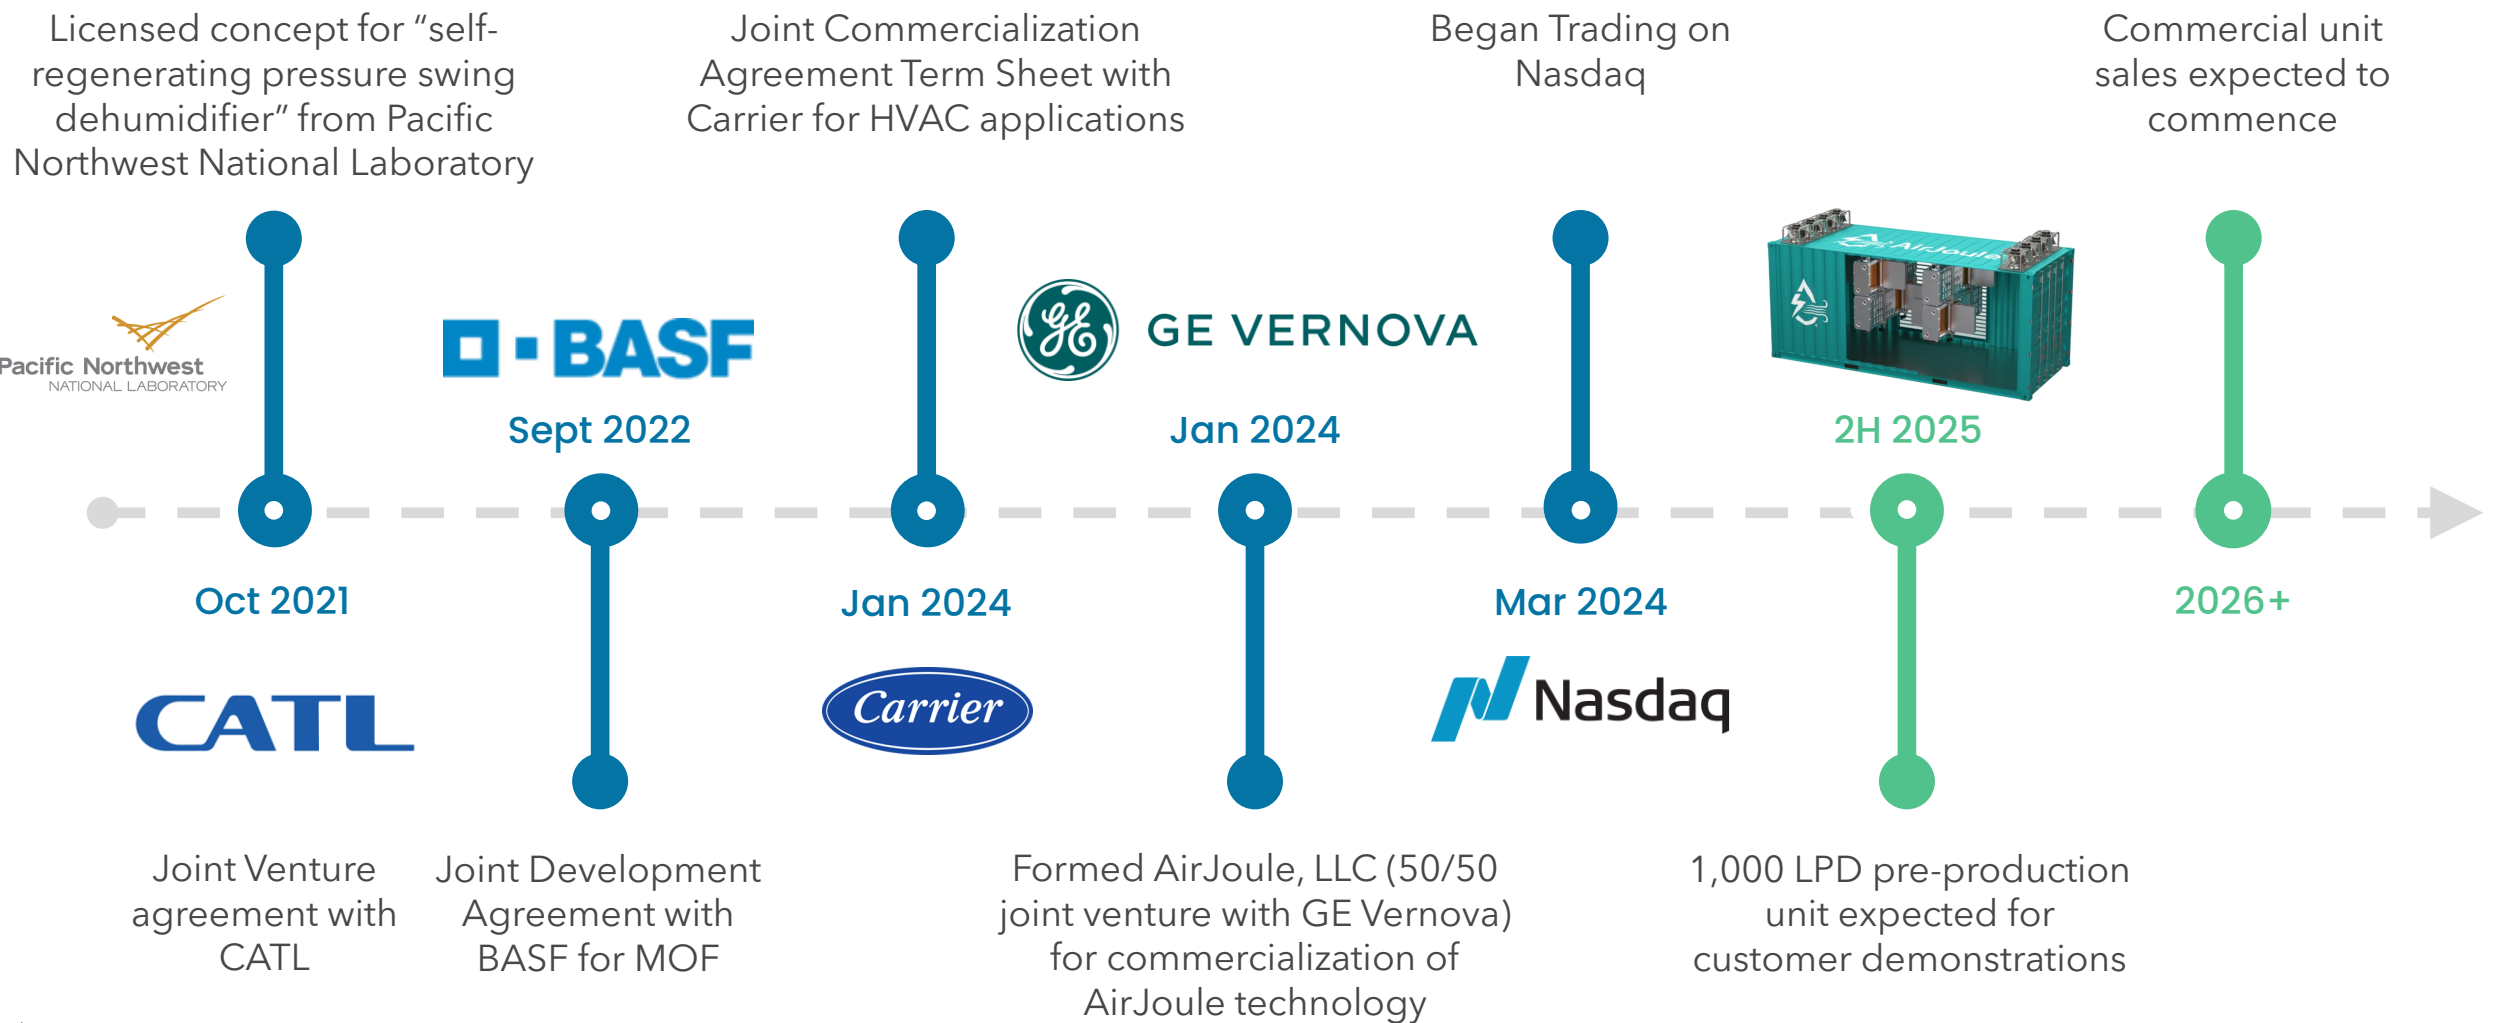 Licensed concept for “self-
regenerating pressure swing
dehumidifier” from Pacific
Northwest National Laboratory
Pacific Northwest
NATIONAL LABORATORY
Oct 2021
CATL
Joint Venture
agreement with
CATL
BASF
Sept 2022
Joint Development
Agreement with
BASF for MOF
Joint Commercialization
Agreement Term Sheet with
Carrier for HVAC applications
Jan 2024
Carrier
GE GE VERNOVA
Jan 2024
Formed AirJoule, LLC (50/50
joint venture with GE Vernova)
for commercialization of
AirJoule technology
Began Trading on
Nasdaq
Mar 2024
Nasdaq
AirJoule
2H 2025
1,000 LPD pre-production
unit expected for
customer demonstrations
Commercial unit
sales expected to
commence
2026+